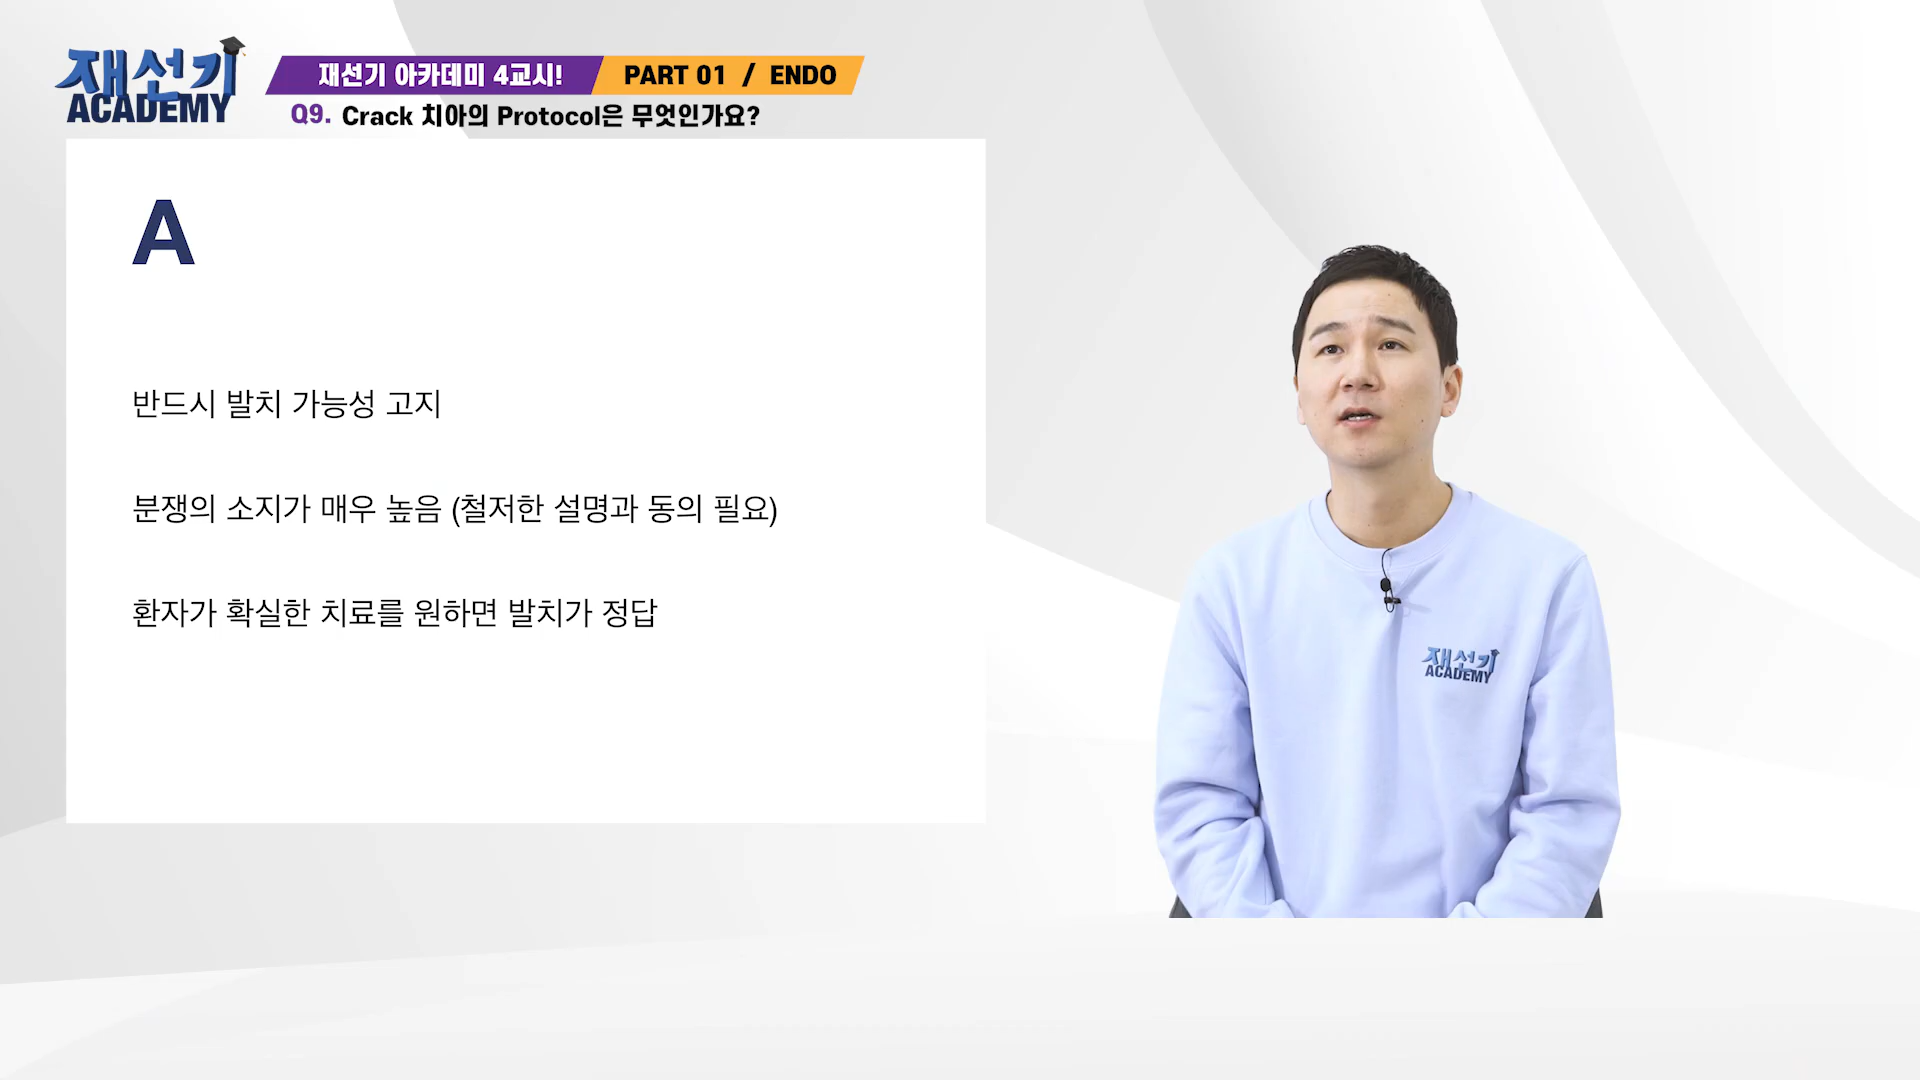 재선기
ACADEMY
재선기 아카데미 4교시!
PART 01 / ENDO
Q9. Crack 치아의 Protocol은 무엇인가요?
A
반드시 발치 가능성 고지
분쟁의 소지가 매우 높음 (철저한 설명과 동의 필요)
환자가 확실한 치료를 원하면 발치가 정답
재선기
ACADEMY